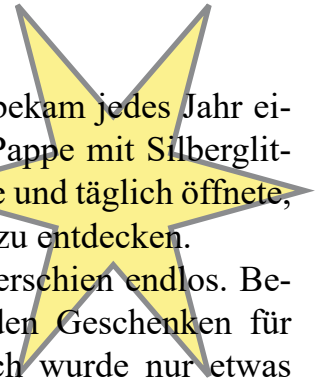 bekam jedes Jahr ei-
Pappe mit Silberglit-
e und täglich öffnete,
zu entdecken.
erschien endlos. Be-
den Geschenken für
ch wurde nur etwas